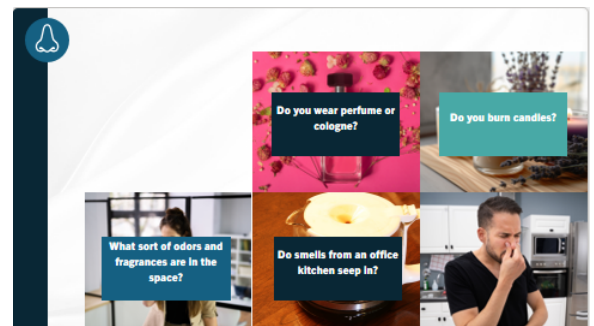 Do you wear perfume or
cologne?
Do you burn candles?
What sort of odors and
fragrances are in the
space?
Do smells from an office
kitchen seep in?